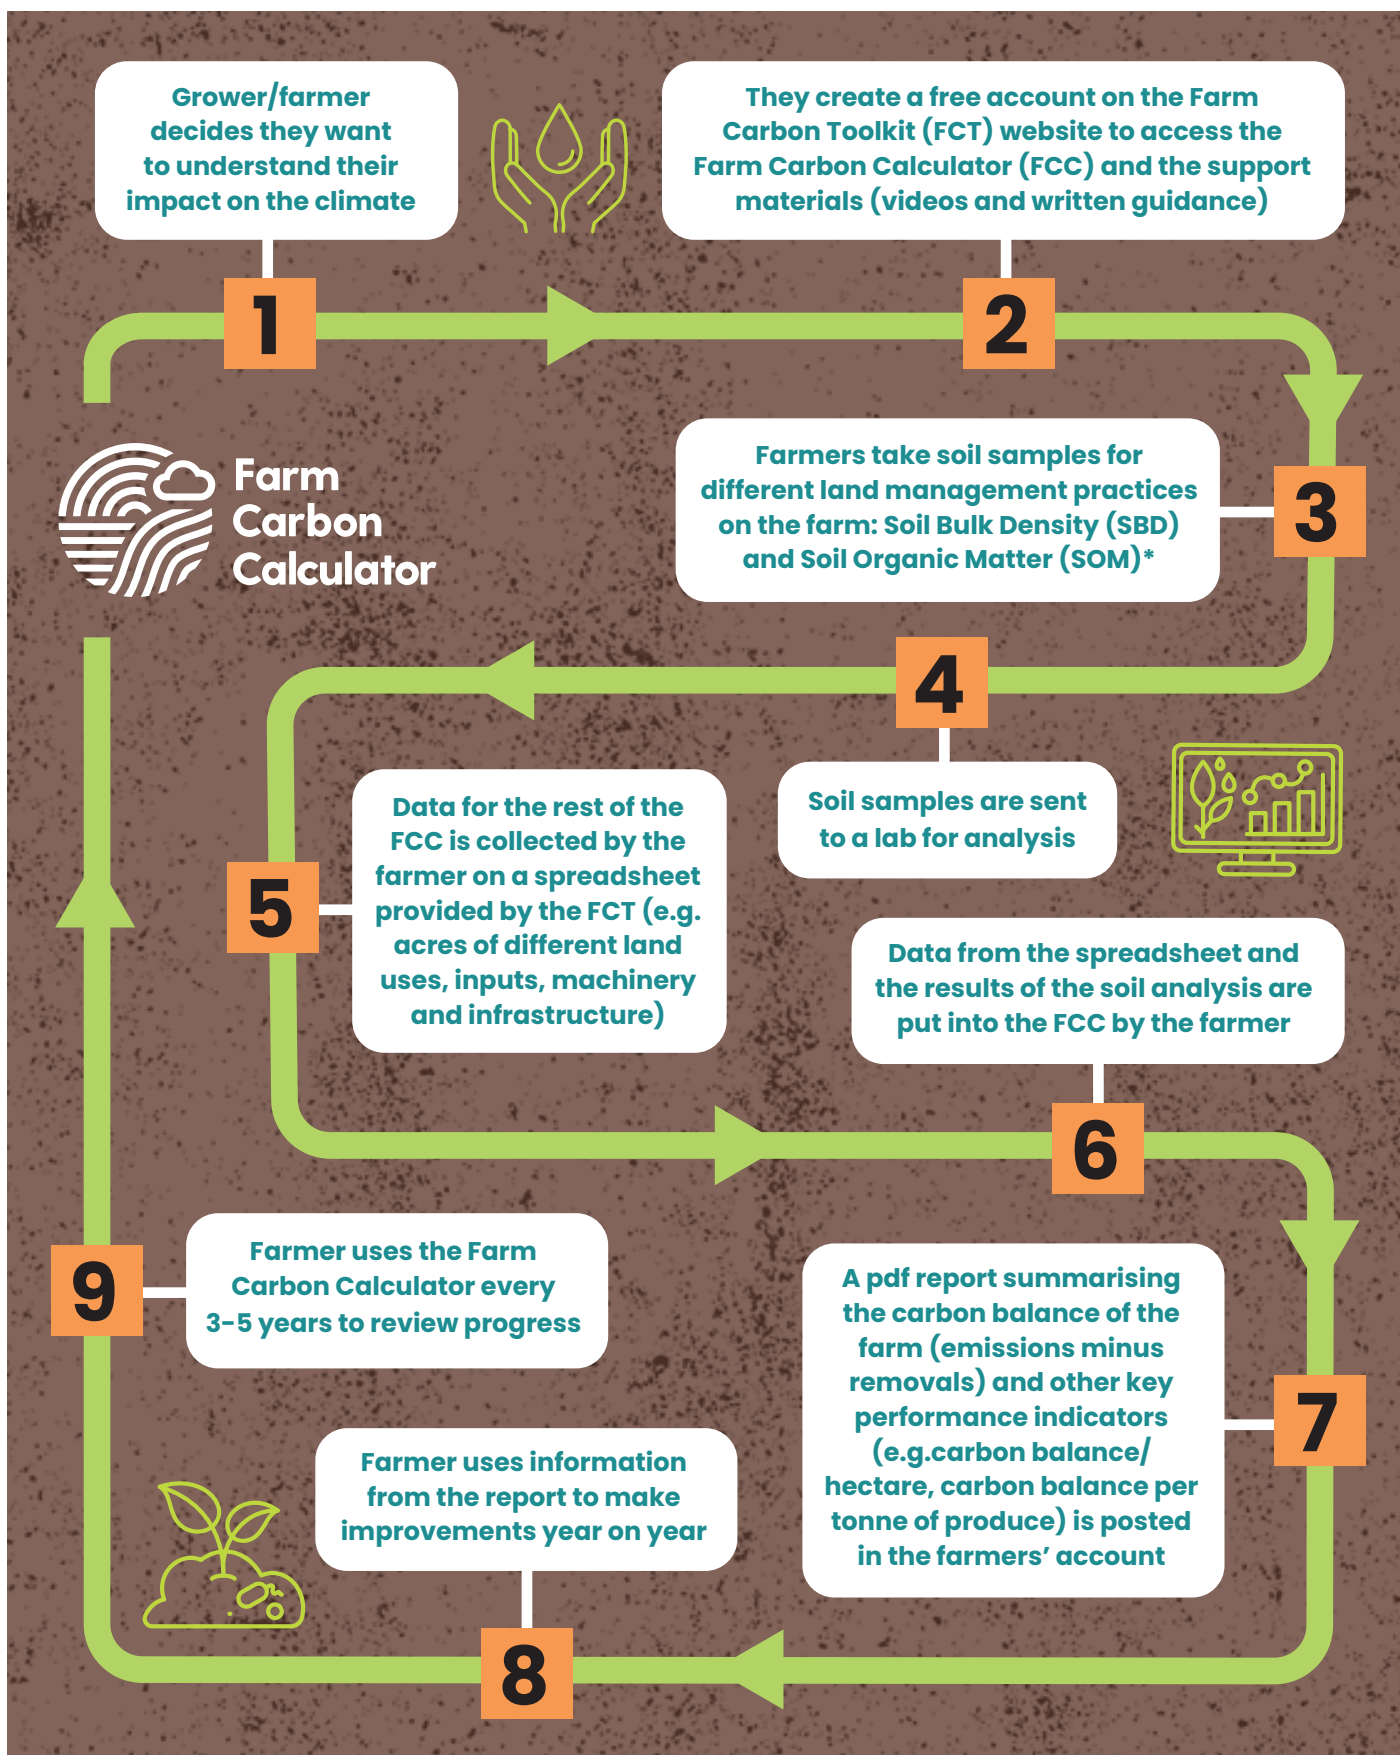 Grower/farmer
decides they want
to understand their
impact on the climate
They create a free account on the Farm
Carbon Toolkit (FCT) website to access the
Farm Carbon Calculator (FCC) and the support
materials (videos and written guidance)
1
2
Farm
Carbon
Calculator
Farmers take soil samples for
different land management practices
on the farm: Soil Bulk Density (SBD)
and Soil Organic Matter (SOM)*
3
4
Soil samples are sent
to a lab for analysis
Data for the rest of the
FCC is collected by the
farmer on a spreadsheet
provided by the FCT (e.g.
acres of different land
uses, inputs, machinery
and infrastructure)
5
Data from the spreadsheet and
the results of the soil analysis are
put into the FCC by the farmer
6
A pdf report summarising
the carbon balance of the
farm (emissions minus
removals) and other key
performance indicators
(e.g.carbon balance/
hectare, carbon balance per
tonne of produce) is posted
in the farmers’ account
7
Farmer uses information
from the report to make
improvements year on year
8
Farmer uses the Farm
Carbon Calculator every
3-5 years to review progress
9